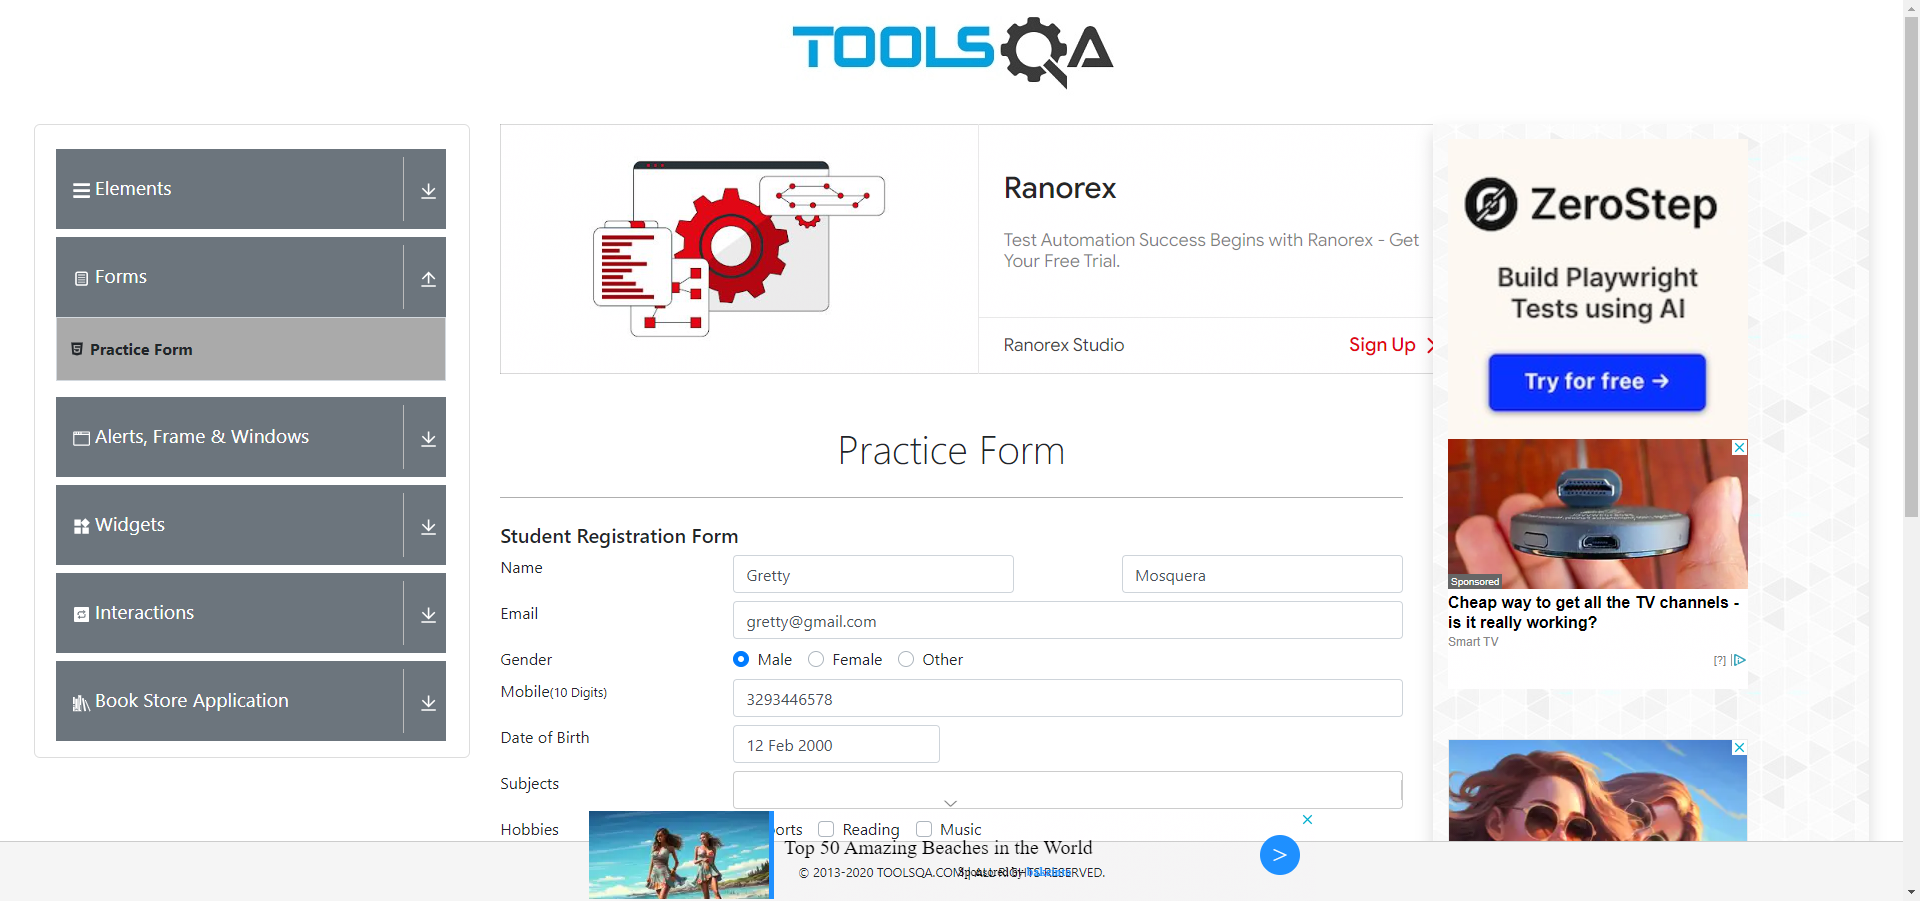 TOOLSQA
Elements
Forms
Practice Form
Alerts, Frame & Windows
Widgets
Interactions
Book Store Application
Ranorex
Test Automation Success Begins with Ranorex - Get
Your Free Trial.
Ranorex Studio
Sign Up
Practice Form
Student Registration Form
Name
Gretty
Mosquera
Email
gretty@gmail.com
Gender
Male
Female
Other
Mobile(10 Digits)
3293446578
Date of Birth
12 Feb 2000
Subjects
Hobbies
orts
Reading
Music
Top 50 Amazing Beaches in the World
>
© 2013-2020 TOOLSQA.COM | ALL RIGHTS RESERVED.
Sponsored By
ZeroStep
Build Playwright
Tests using AI
Try for free →
Sponsored
Cheap way to get all the TV channels -
is it really working?
Smart TV
[?]